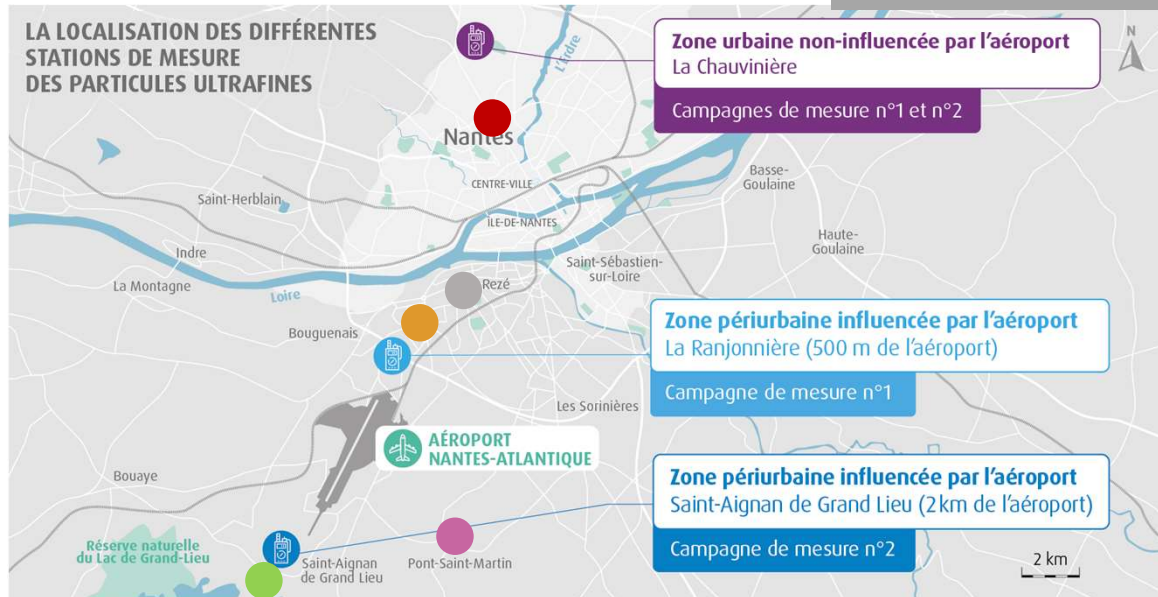 LA LOCALISATION DES DIFFÉRENTES
STATIONS DE MESURE
DES PARTICULES ULTRAFINES
N
Zone urbaine non-influencée par l'aéroport
La Chauvinière
Campagnes de mesure n°1 et n°2
L'Erdre
Nantes
CENTRE-VILLE
Basse-
Goulaine
Saint-Herblain
ÎLE-DE-NANTES
Haute-
Goulaine
Indre
Saint-Sébastien-
sur-Loire
La Montagne
Loire
Rezé
Bouguenais
Zone périurbaine influencée par l'aéroport
La Ranjonnière (500 m de l'aéroport)
Campagne de mesure n°1
Les Sorinières
AÉROPORT
NANTES-ATLANTIQUE
Bouaye
Zone périurbaine influencée par l'aéroport
Saint-Aignan de Grand Lieu (2 km de l'aéroport)
Campagne de mesure n°2
Réserve naturelle
du Lac de Grand-Lieu
Saint-Aignan
de Grand Lieu
Pont-Saint-Martin
2 km